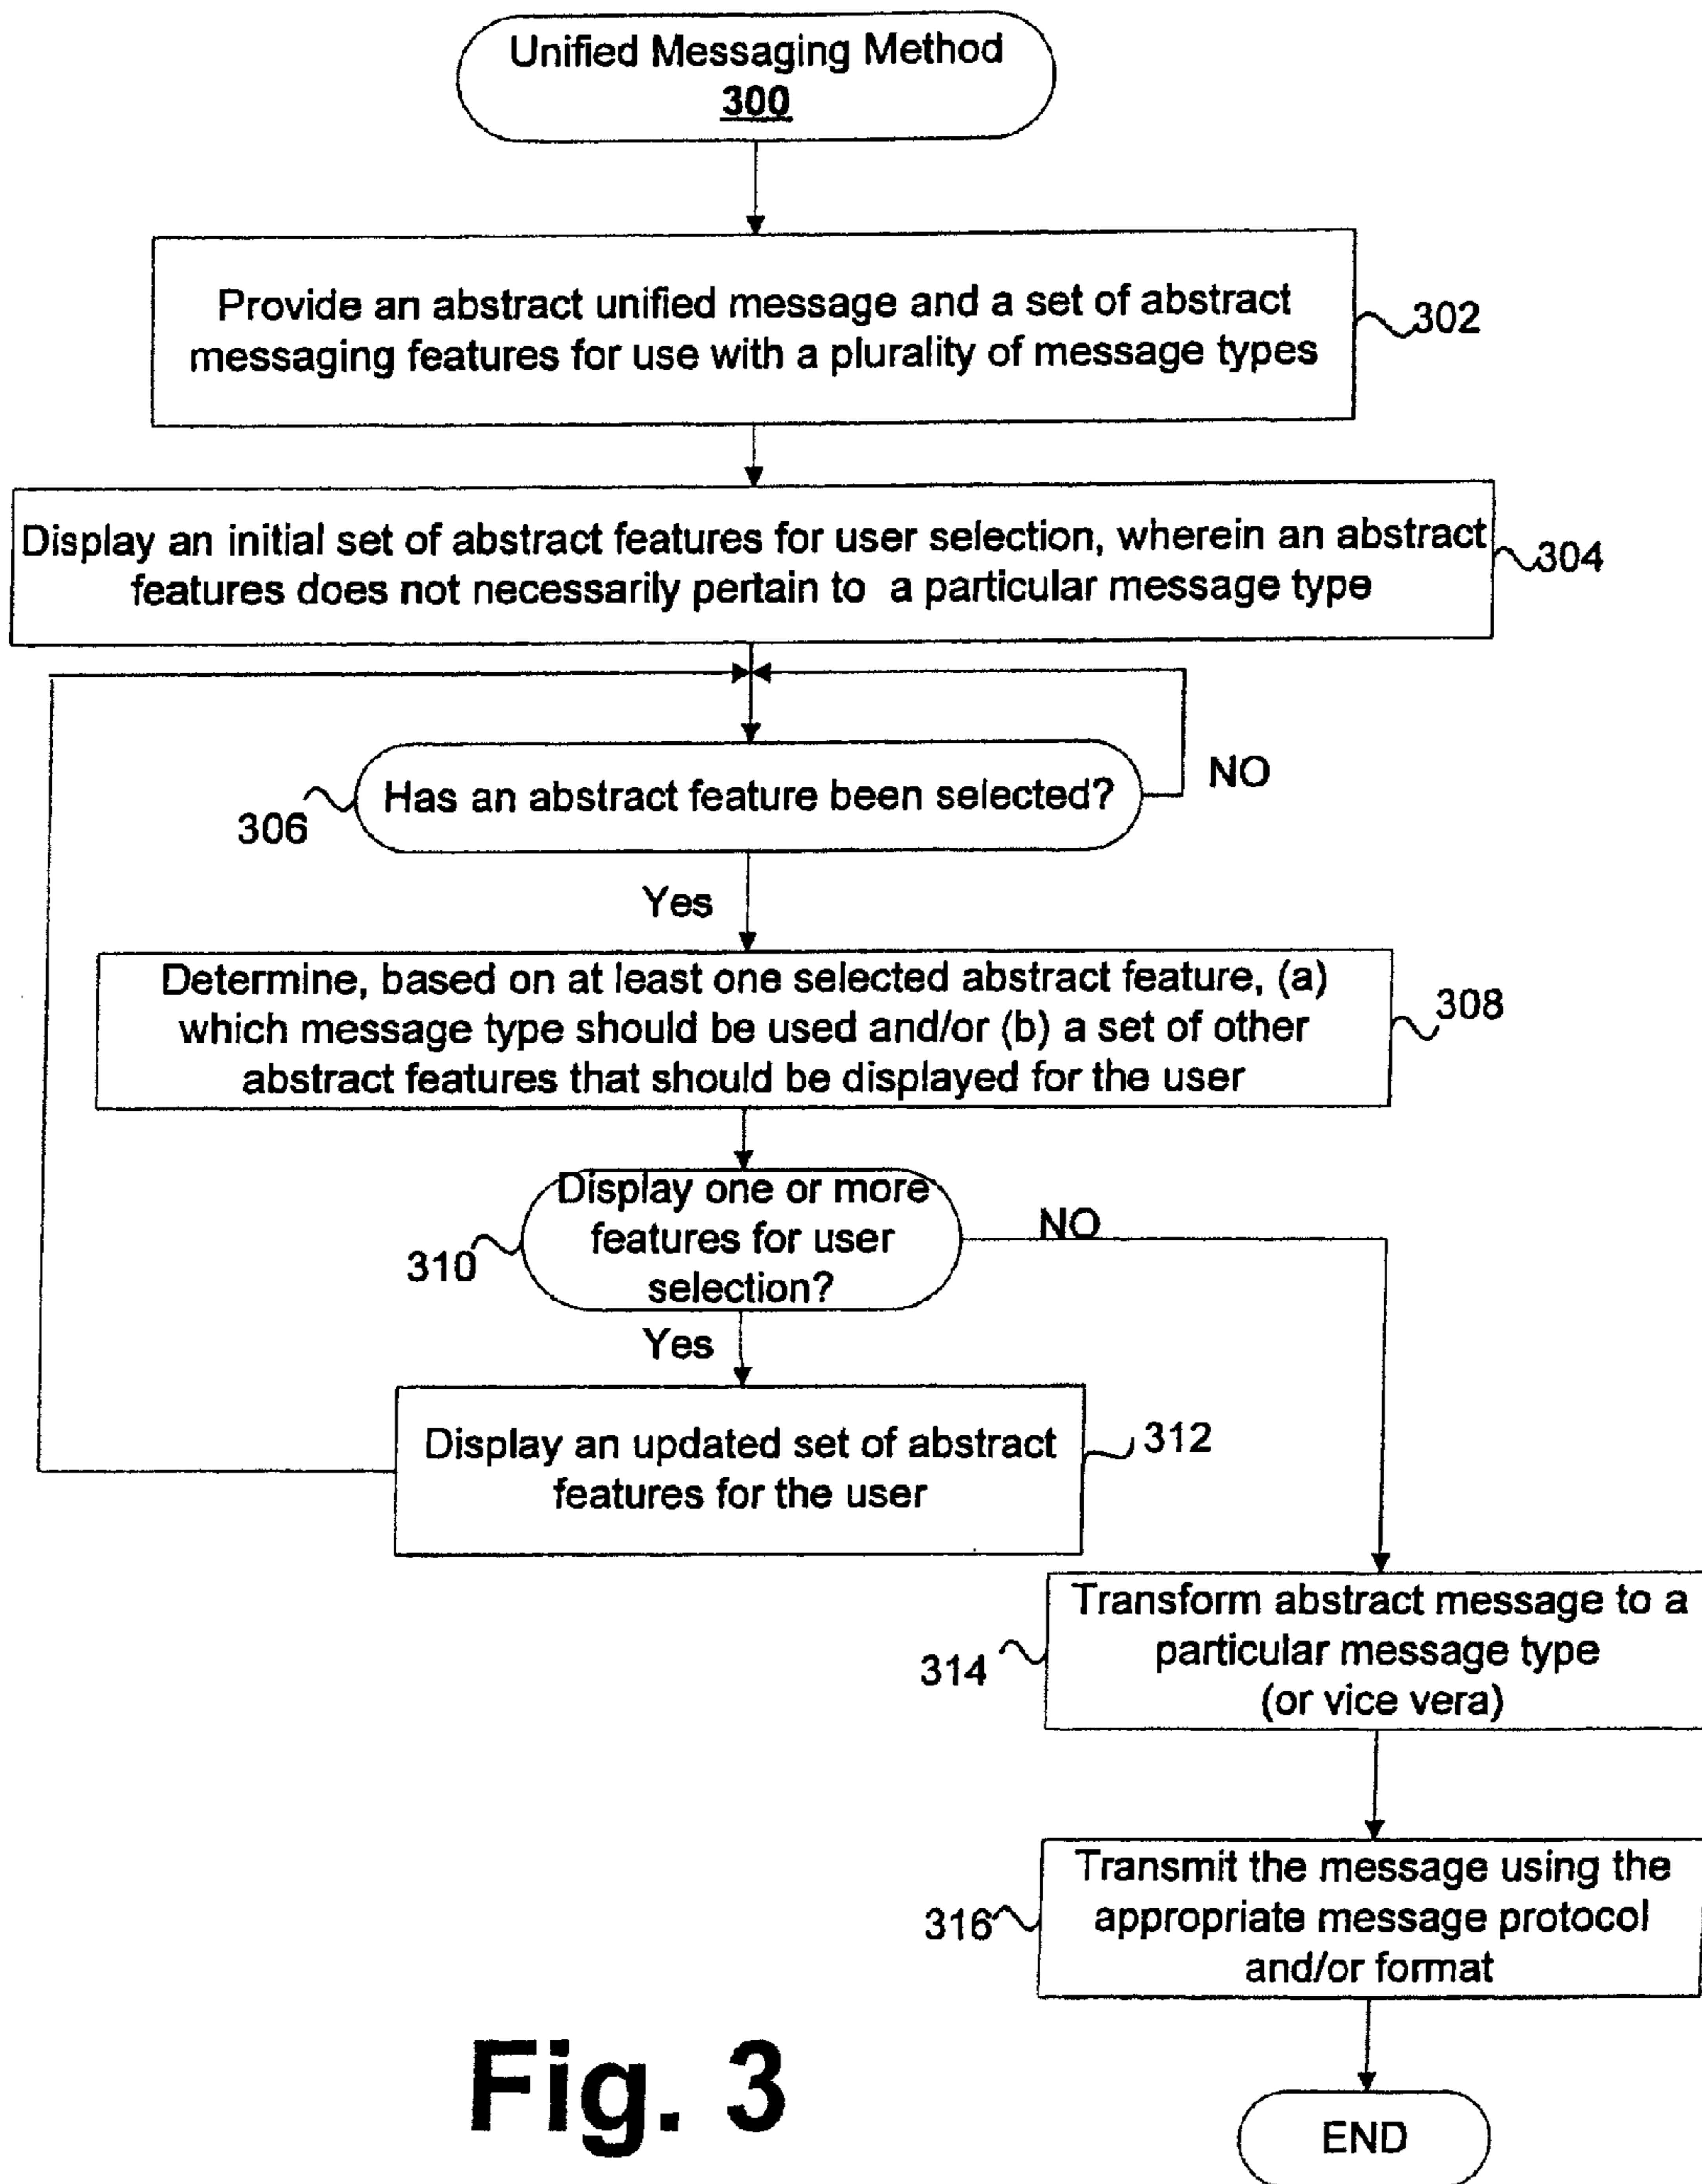 Unified Messaging Method
300
Provide an abstract unified message and a set of abstract
messaging features for use with a plurality of message types
302
Display an initial set of abstract features for user selection, wherein an abstract
features does not necessarily pertain to a particular message type
304
Has an abstract feature been selected?
NO
306
Yes
Determine, based on at least one selected abstract feature, (a)
which message type should be used and/or (b) a set of other
abstract features that should be displayed for the user
308
Display one or more
features for user
selection?
NO
310
Yes
Display an updated set of abstract
features for the user
312
Transform abstract message to a
particular message type
(or vice vera)
314
Transmit the message using the
appropriate message protocol
and/or format
316
END
Fig. 3